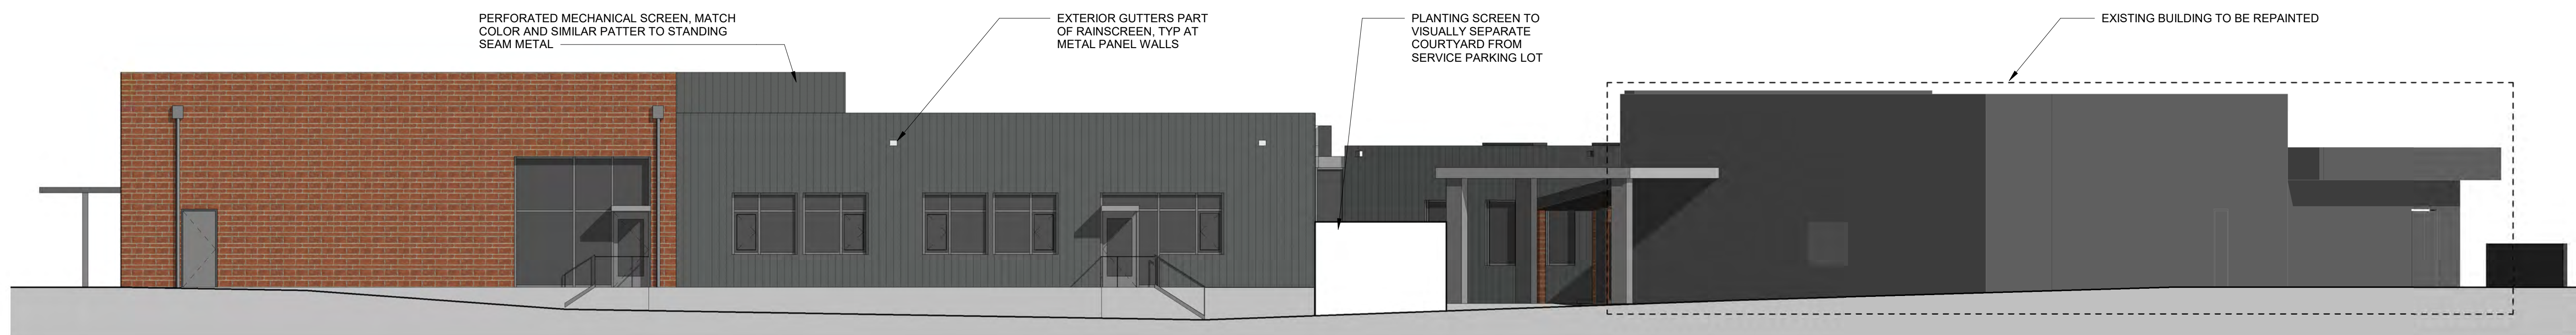 PERFORATED MECHANICAL SCREEN, MATCH
COLOR AND SIMILAR PATTER TO STANDING
SEAM METAL
EXTERIOR GUTTERS PART
OF RAINSCREEN, TYP AT
METAL PANEL WALLS
PLANTING SCREEN TO
VISUALLY SEPARATE
COURTYARD FROM
SERVICE PARKING LOT
EXISTING BUILDING TO BE REPAINTED